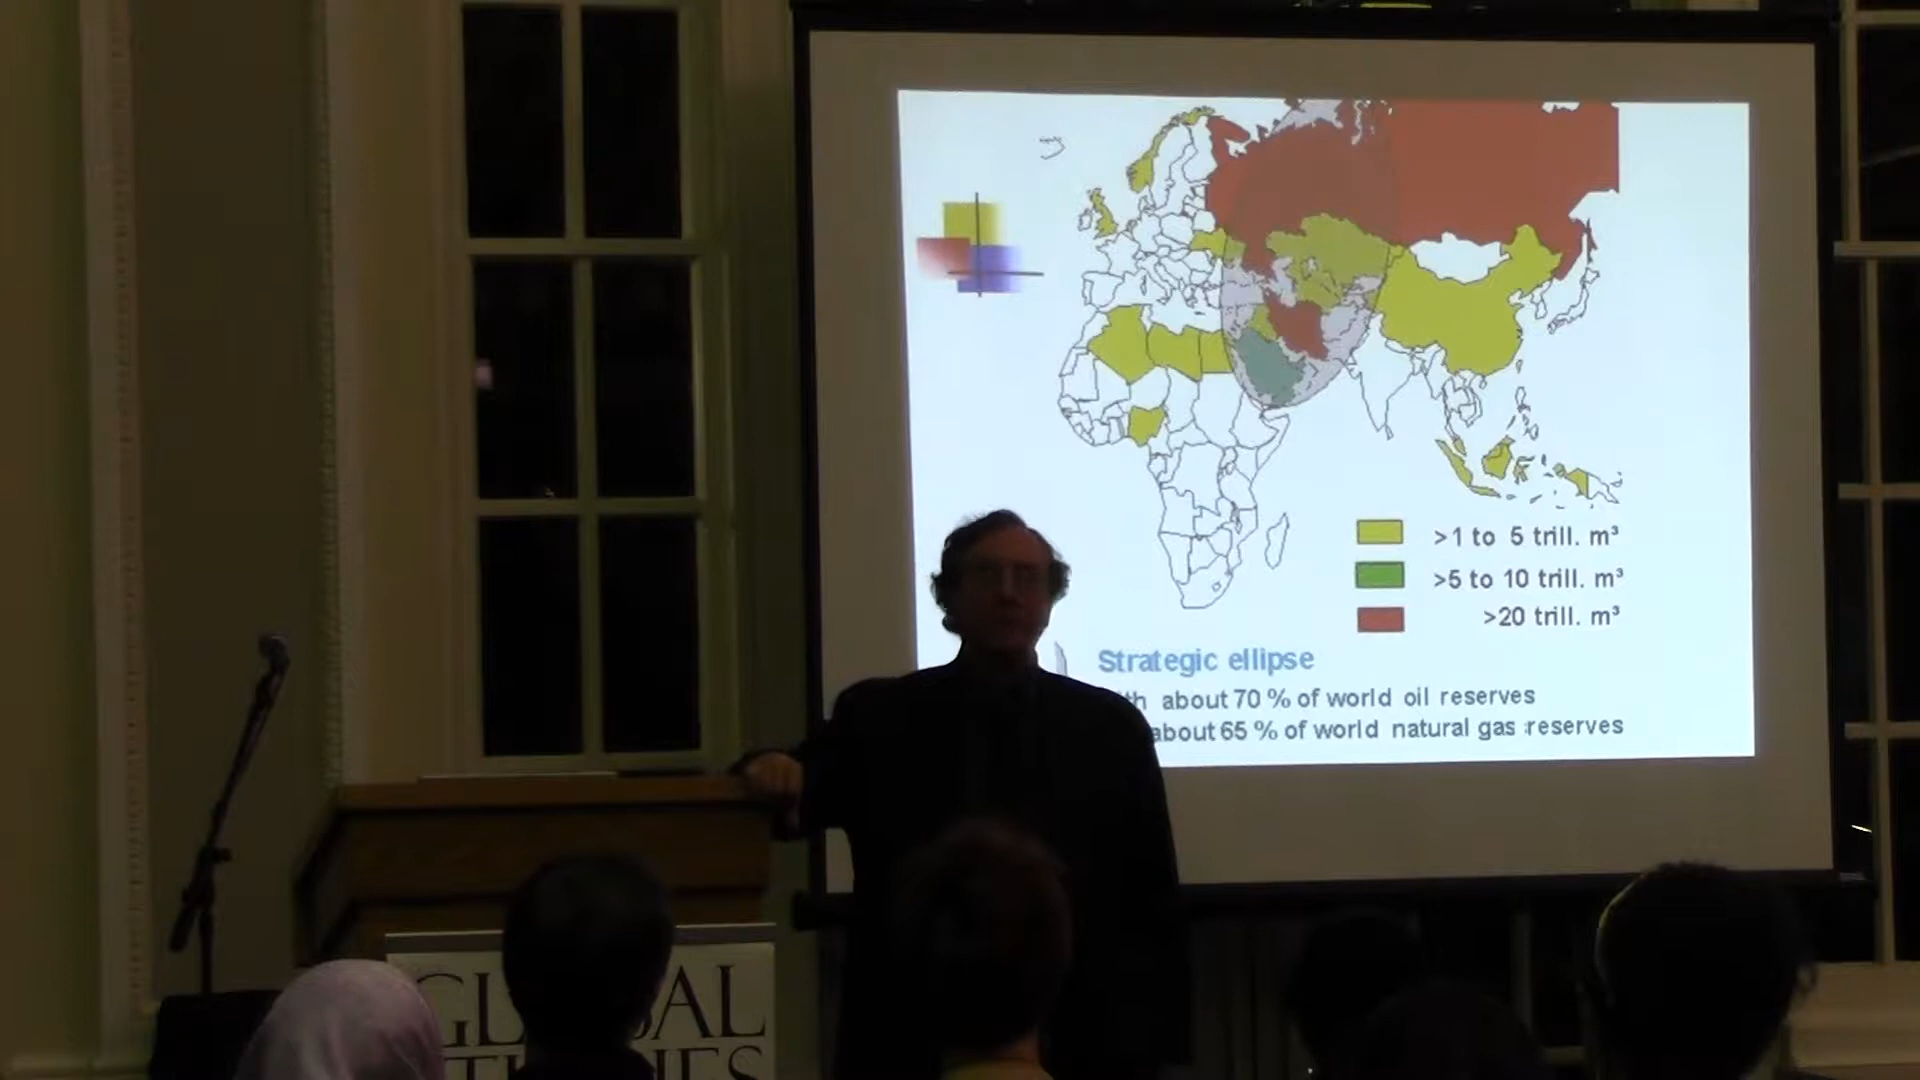 >1 to 5 trill. m³
>5 to 10 trill. m³
>20 trill. m³
Strategic ellipse
about 70 % of world oil reserves
about 65 % of world natural gas reserves